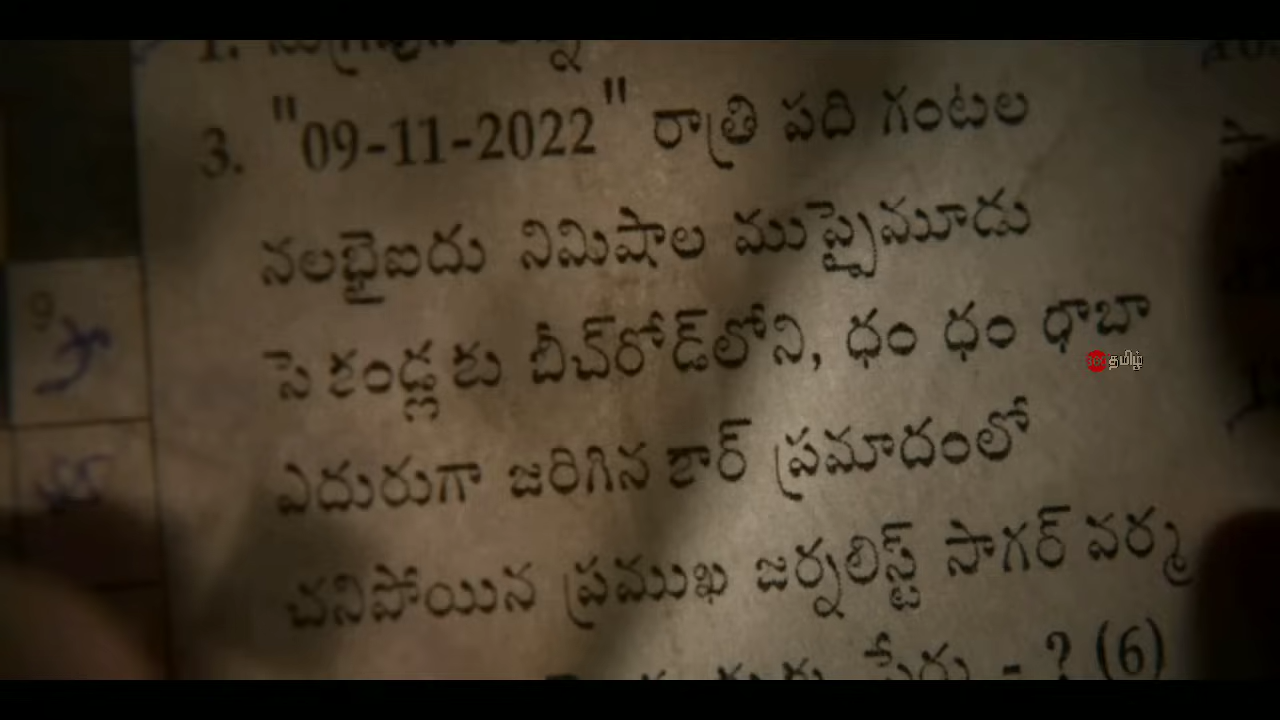 3. "09-11-2022" రాత్రి పది గంటల
నలభైఐదు నిమిషాల ముప్పైమూడు
సెకండ్లకు బీచ్‌రోడ్‌లోని, ధం ధం ధాబా
తమిழ்
ఎదురుగా జరిగిన కార్ ప్రమాదంలో
చనిపోయిన ప్రముఖ జర్నలిస్ట్ సాగర్ వర్మ
పేరు - ? (6)